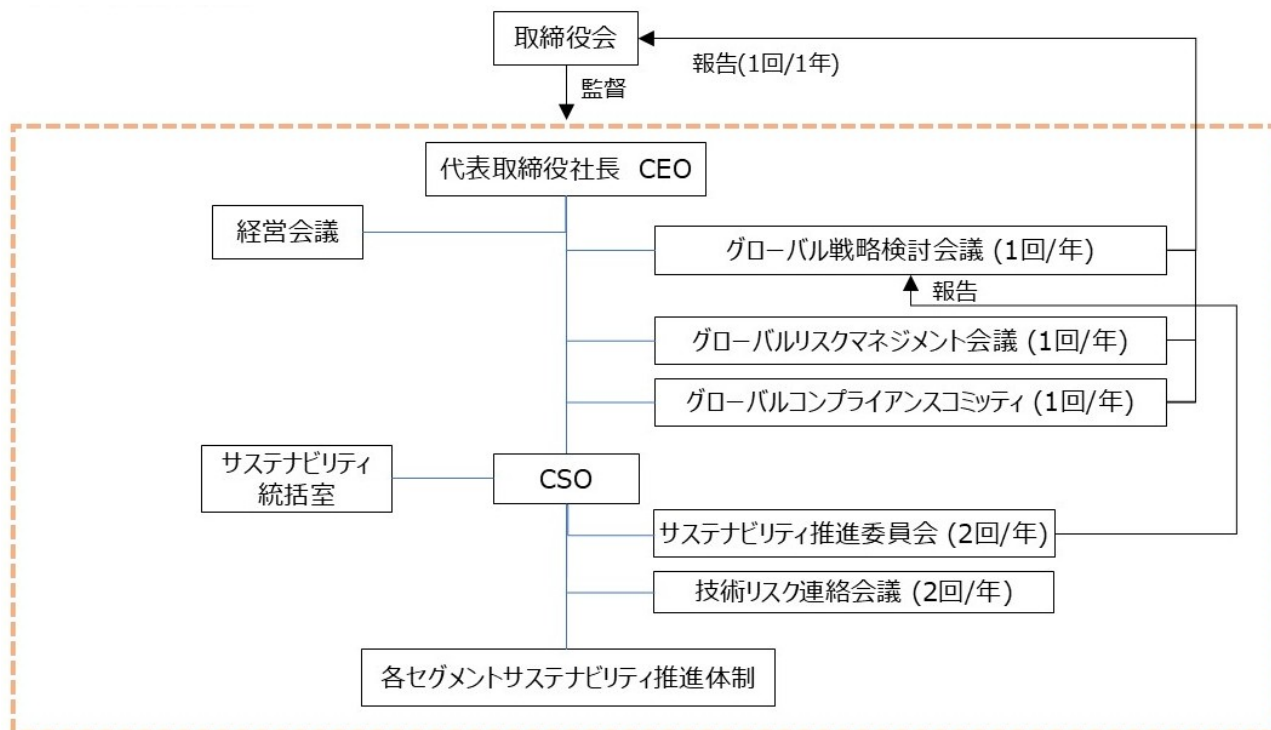 取締役会
報告(1回/1年)
監督
代表取締役社長 CEO
経営会議
グローバル戦略検討会議 (1回/年)
報告
グローバルリスクマネジメント会議 (1回/年)
グローバルコンプライアンスコミッティ (1回/年)
サステナビリティ
統括室
CSO
サステナビリティ推進委員会 (2回/年)
技術リスク連絡会議 (2回/年)
各セグメントサステナビリティ推進体制